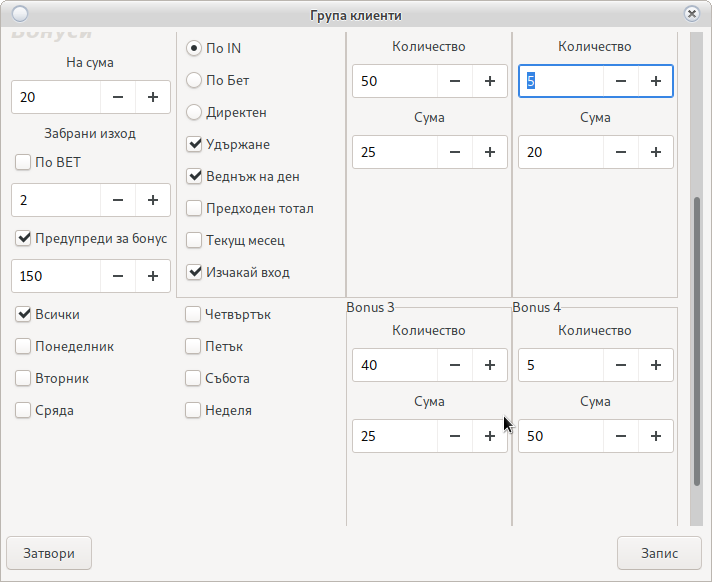 Група клиенти
Бонуси
На сума
20
Забрани изход
По BET
2
Предупреди за бонус
150
По IN
По Бет
Директен
Удържане
Веднъж на ден
Предходен тотал
Текущ месец
Изчакай вход
Количество
50
Сума
25
Количество
5
Сума
20
Всички
Понеделник
Вторник
Сряда
Четвъртък
Петък
Събота
Неделя
Bonus 3
Количество
40
Сума
25
Bonus 4
Количество
5
Сума
50
Затвори
Запис